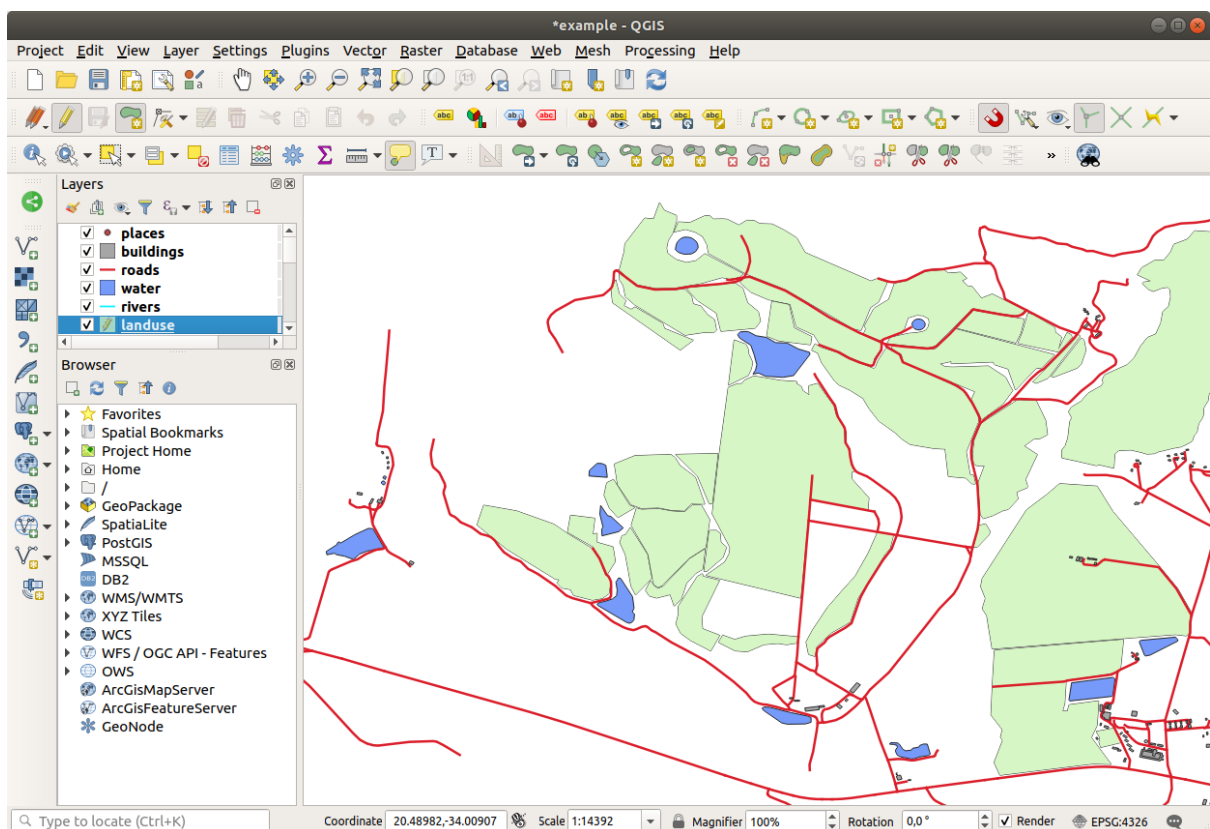 *example - QGIS
Project Edit View Layer Settings Plugins Vector Raster Database Web Mesh Processing Help
Layers
places
buildings
roads
water
rivers
landuse
Browser
Favorites
Spatial Bookmarks
Project Home
Home
/
GeoPackage
SpatiaLite
PostGIS
MSSQL
DB2
WMS/WMTS
XYZ Tiles
WCS
WFS / OGC API - Features
OWS
ArcGisMapServer
ArcGisFeatureServer
GeoNode
Type to locate (Ctrl+K) Coordinate 20.48982,-34.00907 Scale 1:14392 Magnifier 100% Rotation 0,0 ° Render EPSG:4326